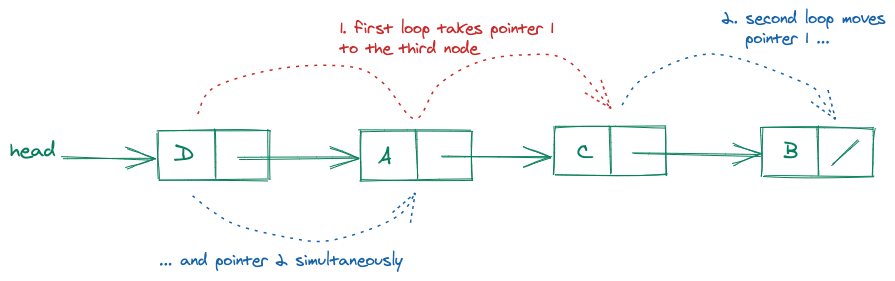 1. first loop takes pointer 1
to the third node
2. second loop moves
pointer 1 ...
head
D
A
C
B
... and pointer 2 simultaneously